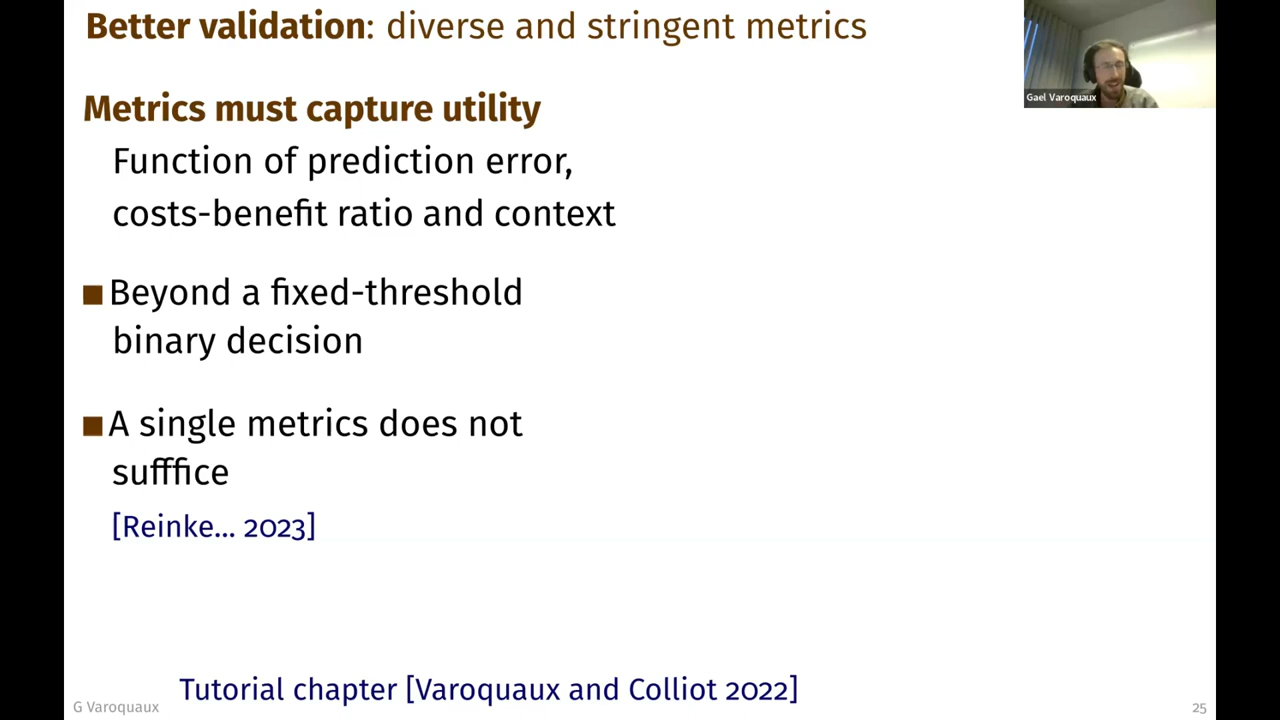 Better validation: diverse and stringent metrics
Gael Varoquaux
Metrics must capture utility
Function of prediction error,
costs-benefit ratio and context
■ Beyond a fixed-threshold
binary decision
■ A single metrics does not
sufffice
[Reinke... 2023]
Tutorial chapter [Varoquaux and Colliot 2022]
G Varoquaux
25